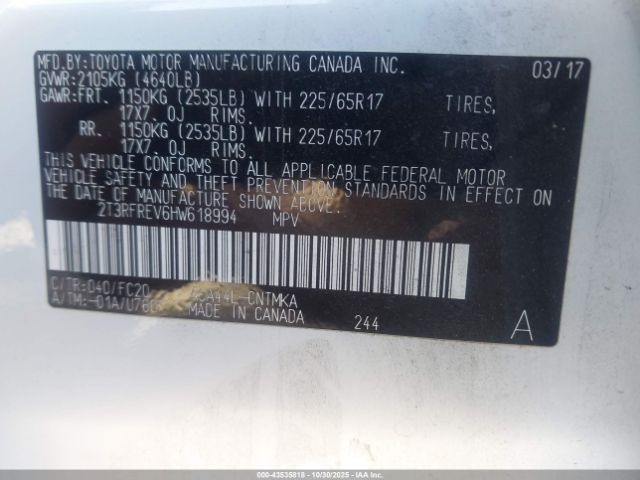 MFD.BY:TOYOTA MOTOR MANUFACTURING CANADA INC. 03/17
GVWR:2105KG (4640LB)
GAWR:FRT. 1150KG (2535LB) WITH 225/65R17 TIRES,
17X7.0J RIMS.
RR. 1150KG (2535LB) WITH 225/65R17 TIRES,
17X7.0J RIMS.
THIS VEHICLE CONFORMS TO ALL APPLICABLE FEDERAL MOTOR
VEHICLE SAFETY AND THEFT PREVENTION STANDARDS IN EFFECT ON
THE DATE OF MANUFACTURE SHOWN ABOVE.
2T3RFREV6HW618994 MPV
C/TR:040/FC20
A/TM:-01A/ CNTMKA
MADE IN CANADA 244 A
000-43535818 - 10/30/2025 - IAAI.CA